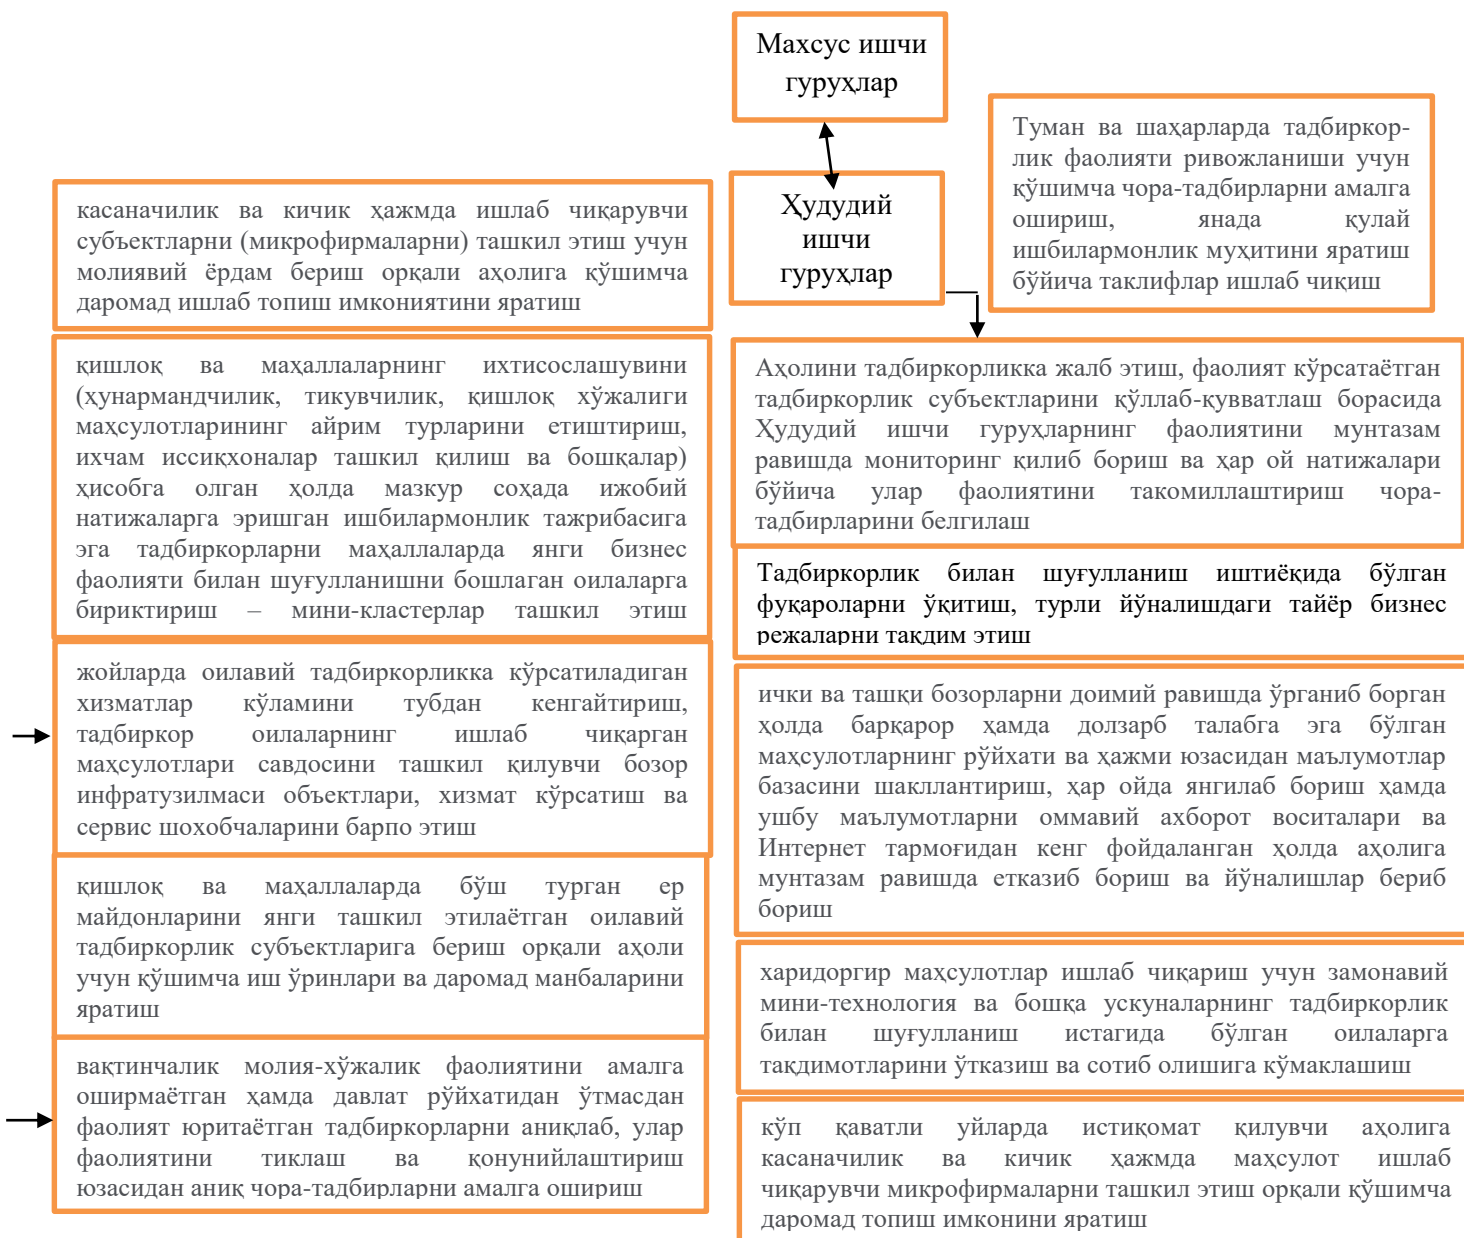 Махсус ишчи
гуруҳлар
Ҳудудий
ишчи
гуруҳлар
Туман ва шаҳарларда тадбиркор-
лик фаолияти ривожланиши учун
қўшимча чора-тадбирларни амалга
ошириш, янада қулай
ишбилармонлик муҳитини яратиш
бўйича таклифлар ишлаб чиқиш
касаначилик ва кичик ҳажмда ишлаб чиқарувчи
субъектларни (микрофирмаларни) ташкил этиш учун
молиявий ёрдам бериш орқали аҳолига қўшимча
даромад ишлаб топиш имкониятини яратиш
қишлоқ ва маҳаллаларнинг ихтисослашувини
(ҳунармандчилик, тикувчилик, қишлоқ хўжалиги
маҳсулотларининг айрим турларини етиштириш,
ихчам иссиқхоналар ташкил қилиш ва бошқалар)
ҳисобга олган ҳолда мазкур соҳада ижобий
натижаларга эришган ишбилармонлик тажрибасига
эга тадбиркорларни маҳаллаларда янги бизнес
фаолияти билан шуғулланишни бошлаган оилаларга
бириктириш – мини-кластерлар ташкил этиш
жойларда оилавий тадбиркорликка кўрсатиладиган
хизматлар кўламини тубдан кенгайтириш,
тадбиркор оилаларнинг ишлаб чиқарган
маҳсулотлари савдосини ташкил қилувчи бозор
инфратузилмаси объектлари, хизмат кўрсатиш ва
сервис шохобчаларини барпо этиш
қишлоқ ва маҳаллаларда бўш турган ер
майдонларини янги ташкил этилаётган оилавий
тадбиркорлик субъектларига бериш орқали аҳоли
учун қўшимча иш ўринлари ва даромад манбаларини
яратиш
вақтинчалик молия-хўжалик фаолиятини амалга
оширмаётган ҳамда давлат рўйхатидан ўтмасдан
фаолият юритаётган тадбиркорларни аниқлаб, улар
фаолиятини тиклаш ва қонунийлаштириш
юзасидан аниқ чора-тадбирларни амалга ошириш
Аҳолини тадбиркорликка жалб этиш, фаолият кўрсатаётган
тадбиркорлик субъектларини қўллаб-қувватлаш борасида
Ҳудудий ишчи гуруҳларнинг фаолиятини мунтазам
равишда мониторинг қилиб бориш ва ҳар ой натижалари
бўйича улар фаолиятини такомиллаштириш чора-
тадбирларини белгилаш
Тадбиркорлик билан шуғулланиш иштиёқида бўлган
фуқароларни ўқитиш, турли йўналишдаги тайёр бизнес
режаларни тақдим этиш
ички ва ташқи бозорларни доимий равишда ўрганиб борган
ҳолда барқарор ҳамда долзарб талабга эга бўлган
маҳсулотларнинг рўйхати ва ҳажми юзасидан маълумотлар
базасини шакллантириш, ҳар ойда янгилаб бориш ҳамда
ушбу маълумотларни оммавий ахборот воситалари ва
Интернет тармоғидан кенг фойдаланган ҳолда аҳолига
мунтазам равишда етказиб бориш ва йўналишлар бериб
бориш
харидоргир маҳсулотлар ишлаб чиқариш учун замонавий
мини-технология ва бошқа ускуналарнинг тадбиркорлик
билан шуғулланиш истагида бўлган оилаларга
тақдимотларини ўтказиш ва сотиб олишига кўмаклашиш
кўп қаватли уйларда истиқомат қилувчи аҳолига
касаначилик ва кичик ҳажмда маҳсулот ишлаб
чиқарувчи микрофирмаларни ташкил этиш орқали қўшимча
даромад топиш имконини яратиш